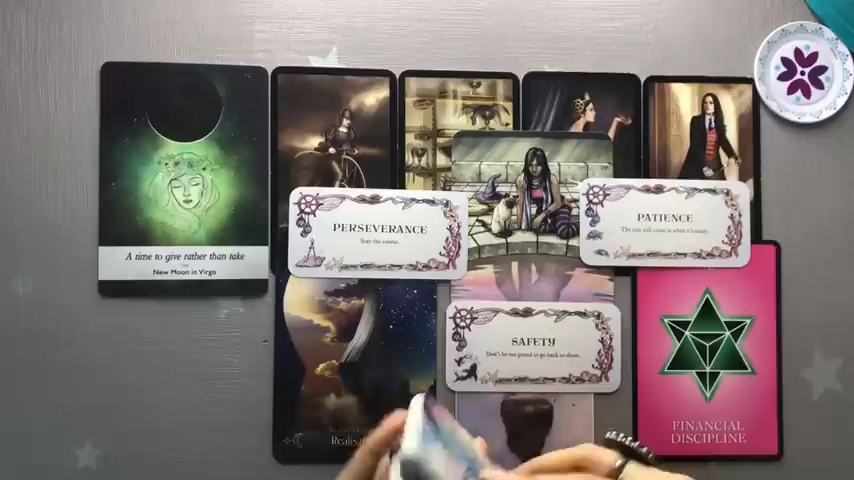 A time to give rather than take
New Moon in Virgo
PERSEVERANCE
Stay the course.
PATIENCE
The tide will come in when it's ready.
SAFETY
Don't be too proud to go back to shore.
FINANCIAL
DISCIPLINE